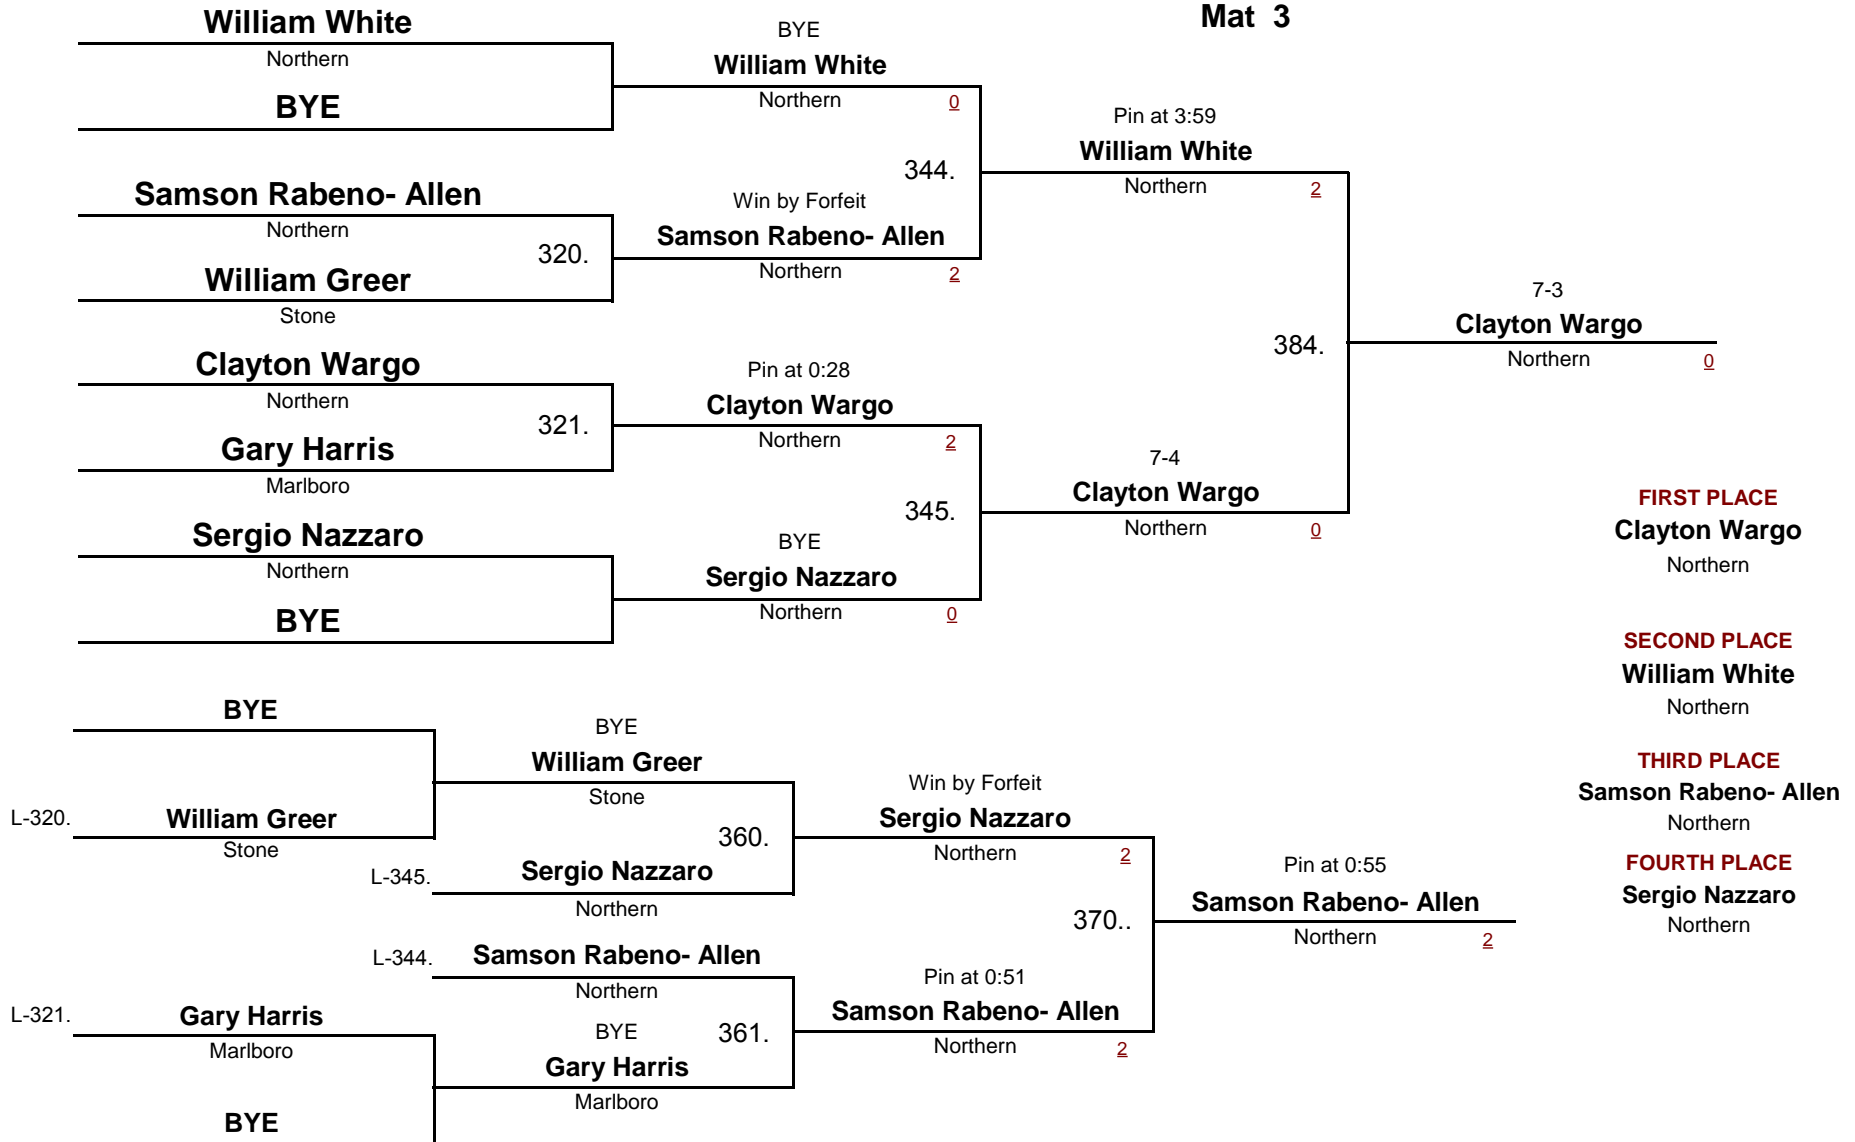 Mat 3
William White
Northern
BYE
BYE
William White
Northern 0
Samson Rabeno- Allen
Northern
320.
William Greer
Stone
Win by Forfeit
Samson Rabeno- Allen
Northern 2
344.
Pin at 3:59
William White
Northern 2
Clayton Wargo
Northern
321.
Gary Harris
Marlboro
Pin at 0:28
Clayton Wargo
Northern 2
345.
Sergio Nazzaro
Northern
BYE
BYE
Sergio Nazzaro
Northern 0
7-4
Clayton Wargo
Northern 0
384.
7-3
Clayton Wargo
Northern 0
FIRST PLACE
Clayton Wargo
Northern
SECOND PLACE
William White
Northern
THIRD PLACE
Samson Rabeno- Allen
Northern
FOURTH PLACE
Sergio Nazzaro
Northern
BYE
L-320.
William Greer
Stone
BYE
William Greer
Stone
360.
L-345.
Sergio Nazzaro
Northern
Win by Forfeit
Sergio Nazzaro
Northern 2
L-344.
Samson Rabeno- Allen
Northern
L-321.
Gary Harris
Marlboro
BYE
BYE
Gary Harris
Marlboro
361.
Pin at 0:51
Samson Rabeno- Allen
Northern 2
370..
Pin at 0:55
Samson Rabeno- Allen
Northern 2